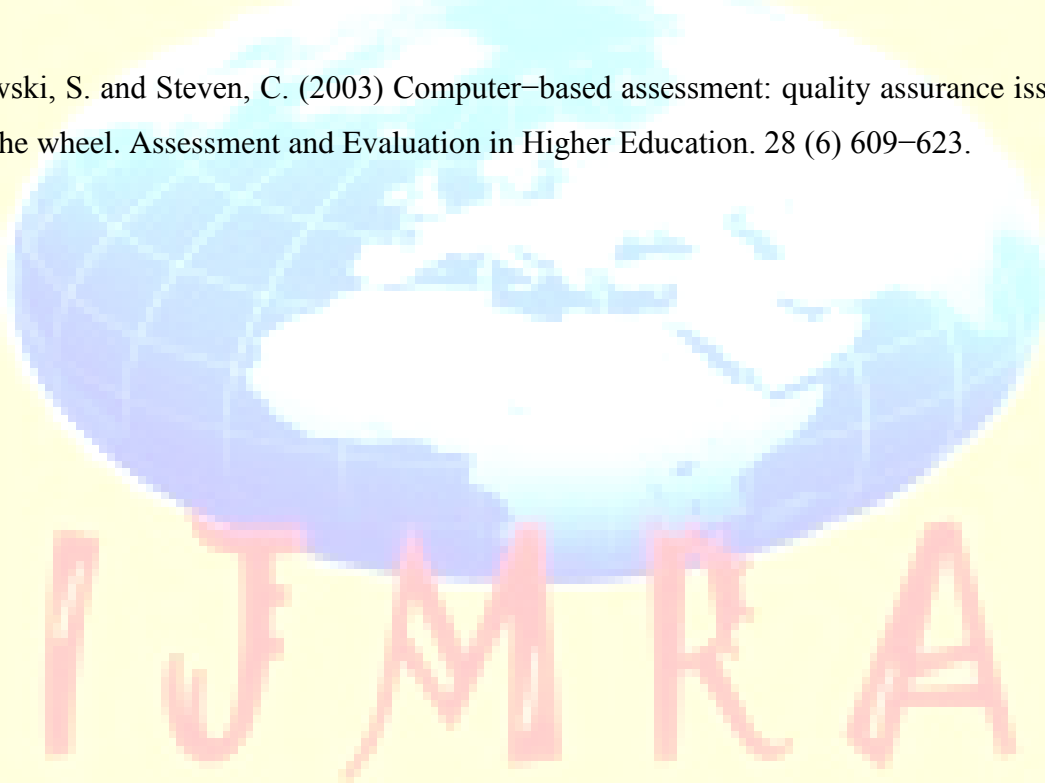 vski, S. and Steven, C. (2003) Computer−based assessment: quality assurance iss
he wheel. Assessment and Evaluation in Higher Education. 28 (6) 609−623.
IJMRA